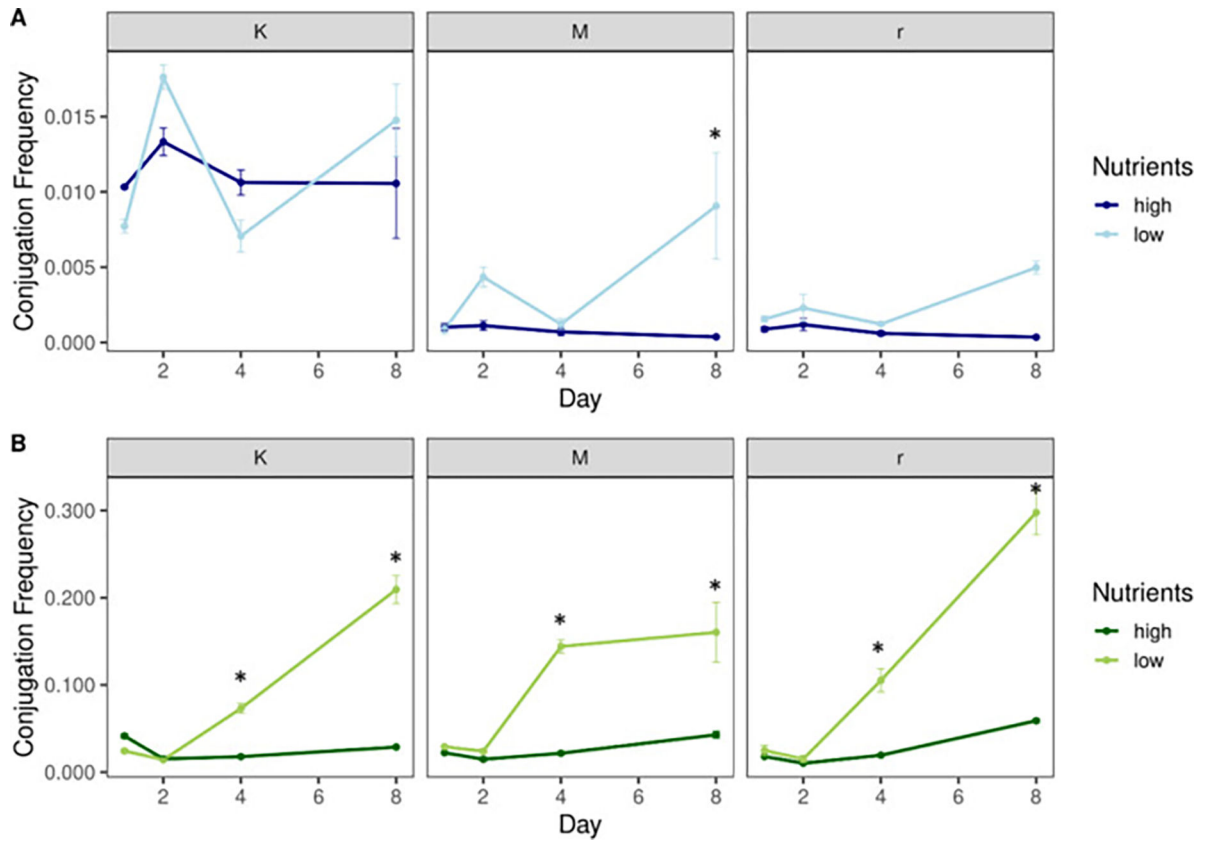 A
K M r
Conjugation Frequency
0.015
0.010
0.005
0.000
2 4 6 8 2 4 6 8 2 4 6 8
Day
Nutrients
high
low
* 
B
K M r
Conjugation Frequency
0.300
0.200
0.100
0.000
2 4 6 8 2 4 6 8 2 4 6 8
Day
Nutrients
high
low
* * * * * *